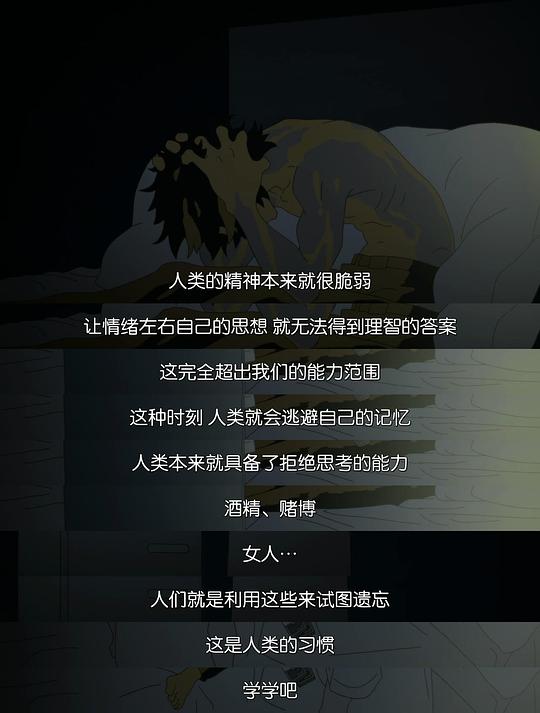 人类的精神本来就很脆弱
让情绪左右自己的思想 就无法得到理智的答案
这完全超出我们的能力范围
这种时刻 人类就会逃避自己的记忆
人类本来就具备了拒绝思考的能力
酒精、赌博
女人…
人们就是利用这些来试图遗忘
这是人类的习惯
学学吧